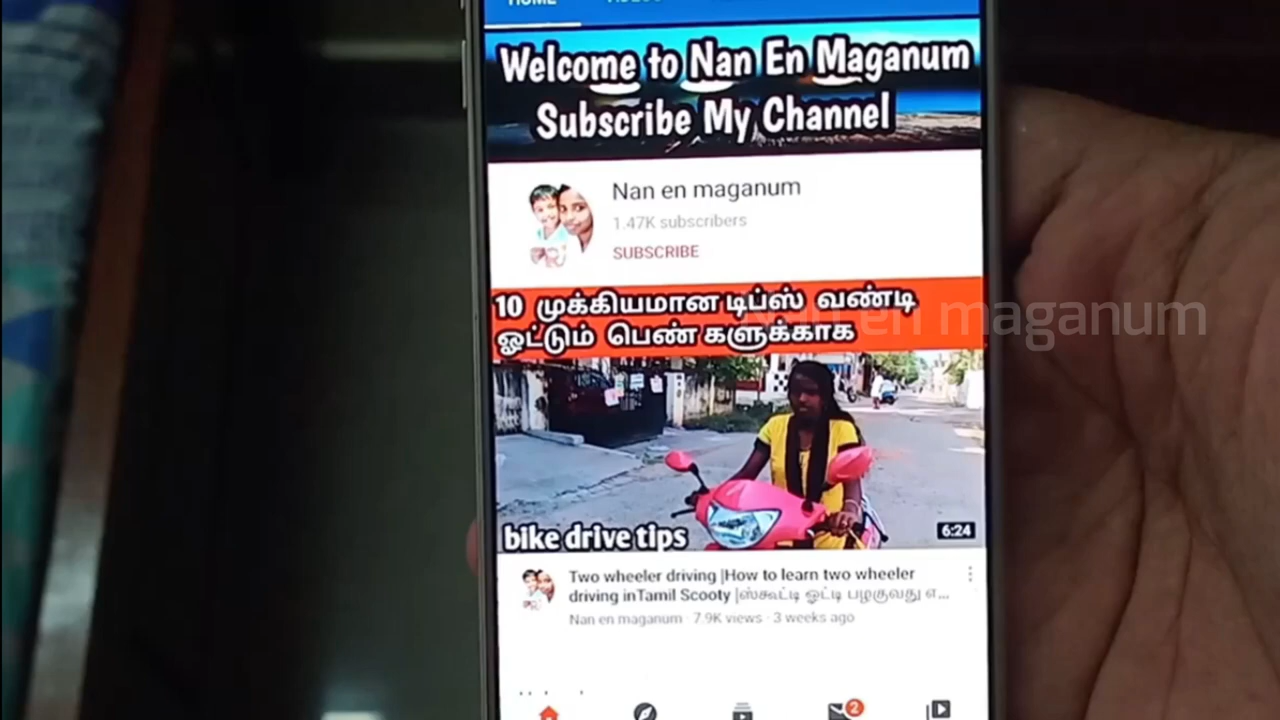 HOME
Welcome to Nan En Maganum
Subscribe My Channel
Nan en maganum
1.47K subscribers
SUBSCRIBE
10 முக்கியமான டிப்ஸ் வண்டி
ஓட்டும் பெண்களுக்காக
Nan en maganum
bike drive tips
6:24
Two wheeler driving |How to learn two wheeler
driving inTamil Scooty |ஸ்கூட்டி ஓட்டி பழகுவது எ...
Nan en maganum · 7.9K views · 3 weeks ago
2